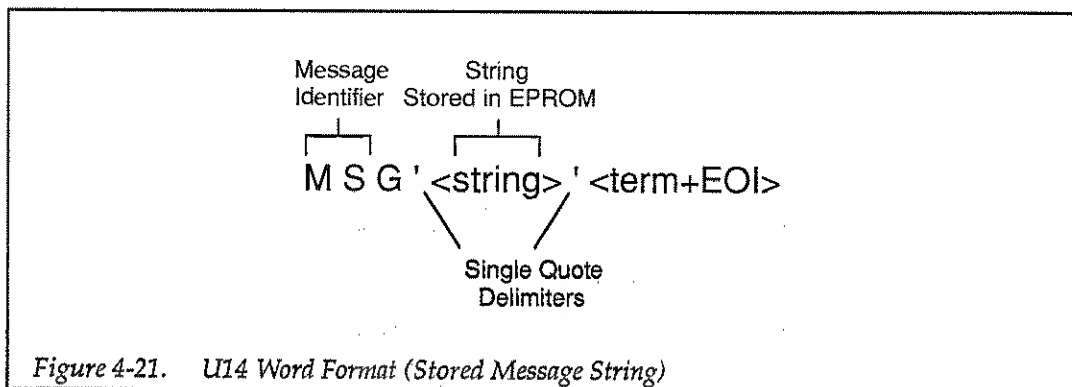 Message String
Identifier Stored in EPROM
M S G ' <string> ' <term+EOI>
Single Quote
Delimiters
Figure 4-21. U14 Word Format (Stored Message String)